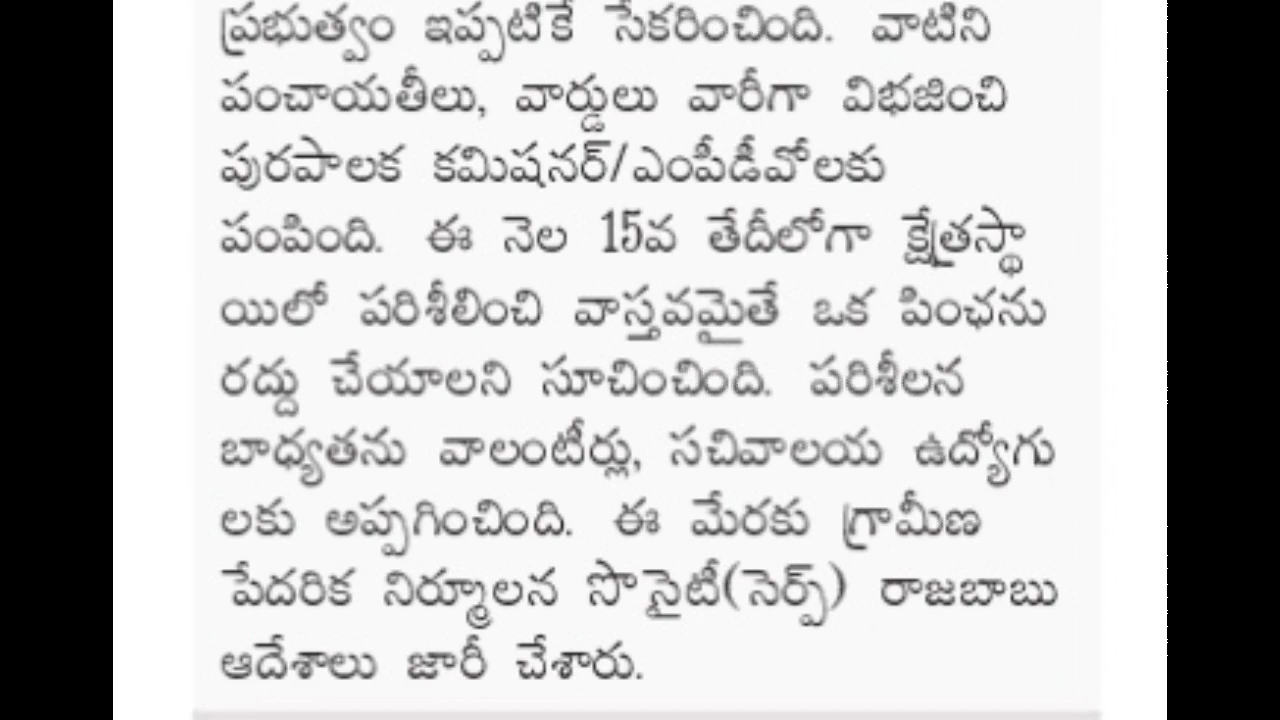 ప్రభుత్వం ఇప్పటికే సేకరించింది. వాటిని
పంచాయతీలు, వార్డులు వారీగా విభజించి
పురపాలక కమిషనర్/ఎంపీడీవోలకు
పంపింది. ఈ నెల 15వ తేదీలోగా క్షేత్రస్థా
యిలో పరిశీలించి వాస్తవమైతే ఒక పింఛను
రద్దు చేయాలని సూచించింది. పరిశీలన
బాధ్యతను వాలంటీర్లు, సచివాలయ ఉద్యోగు
లకు అప్పగించింది. ఈ మేరకు గ్రామీణ
పేదరిక నిర్మూలన సొసైటీ(సెర్ప్) రాజబాబు
ఆదేశాలు జారీ చేశారు.